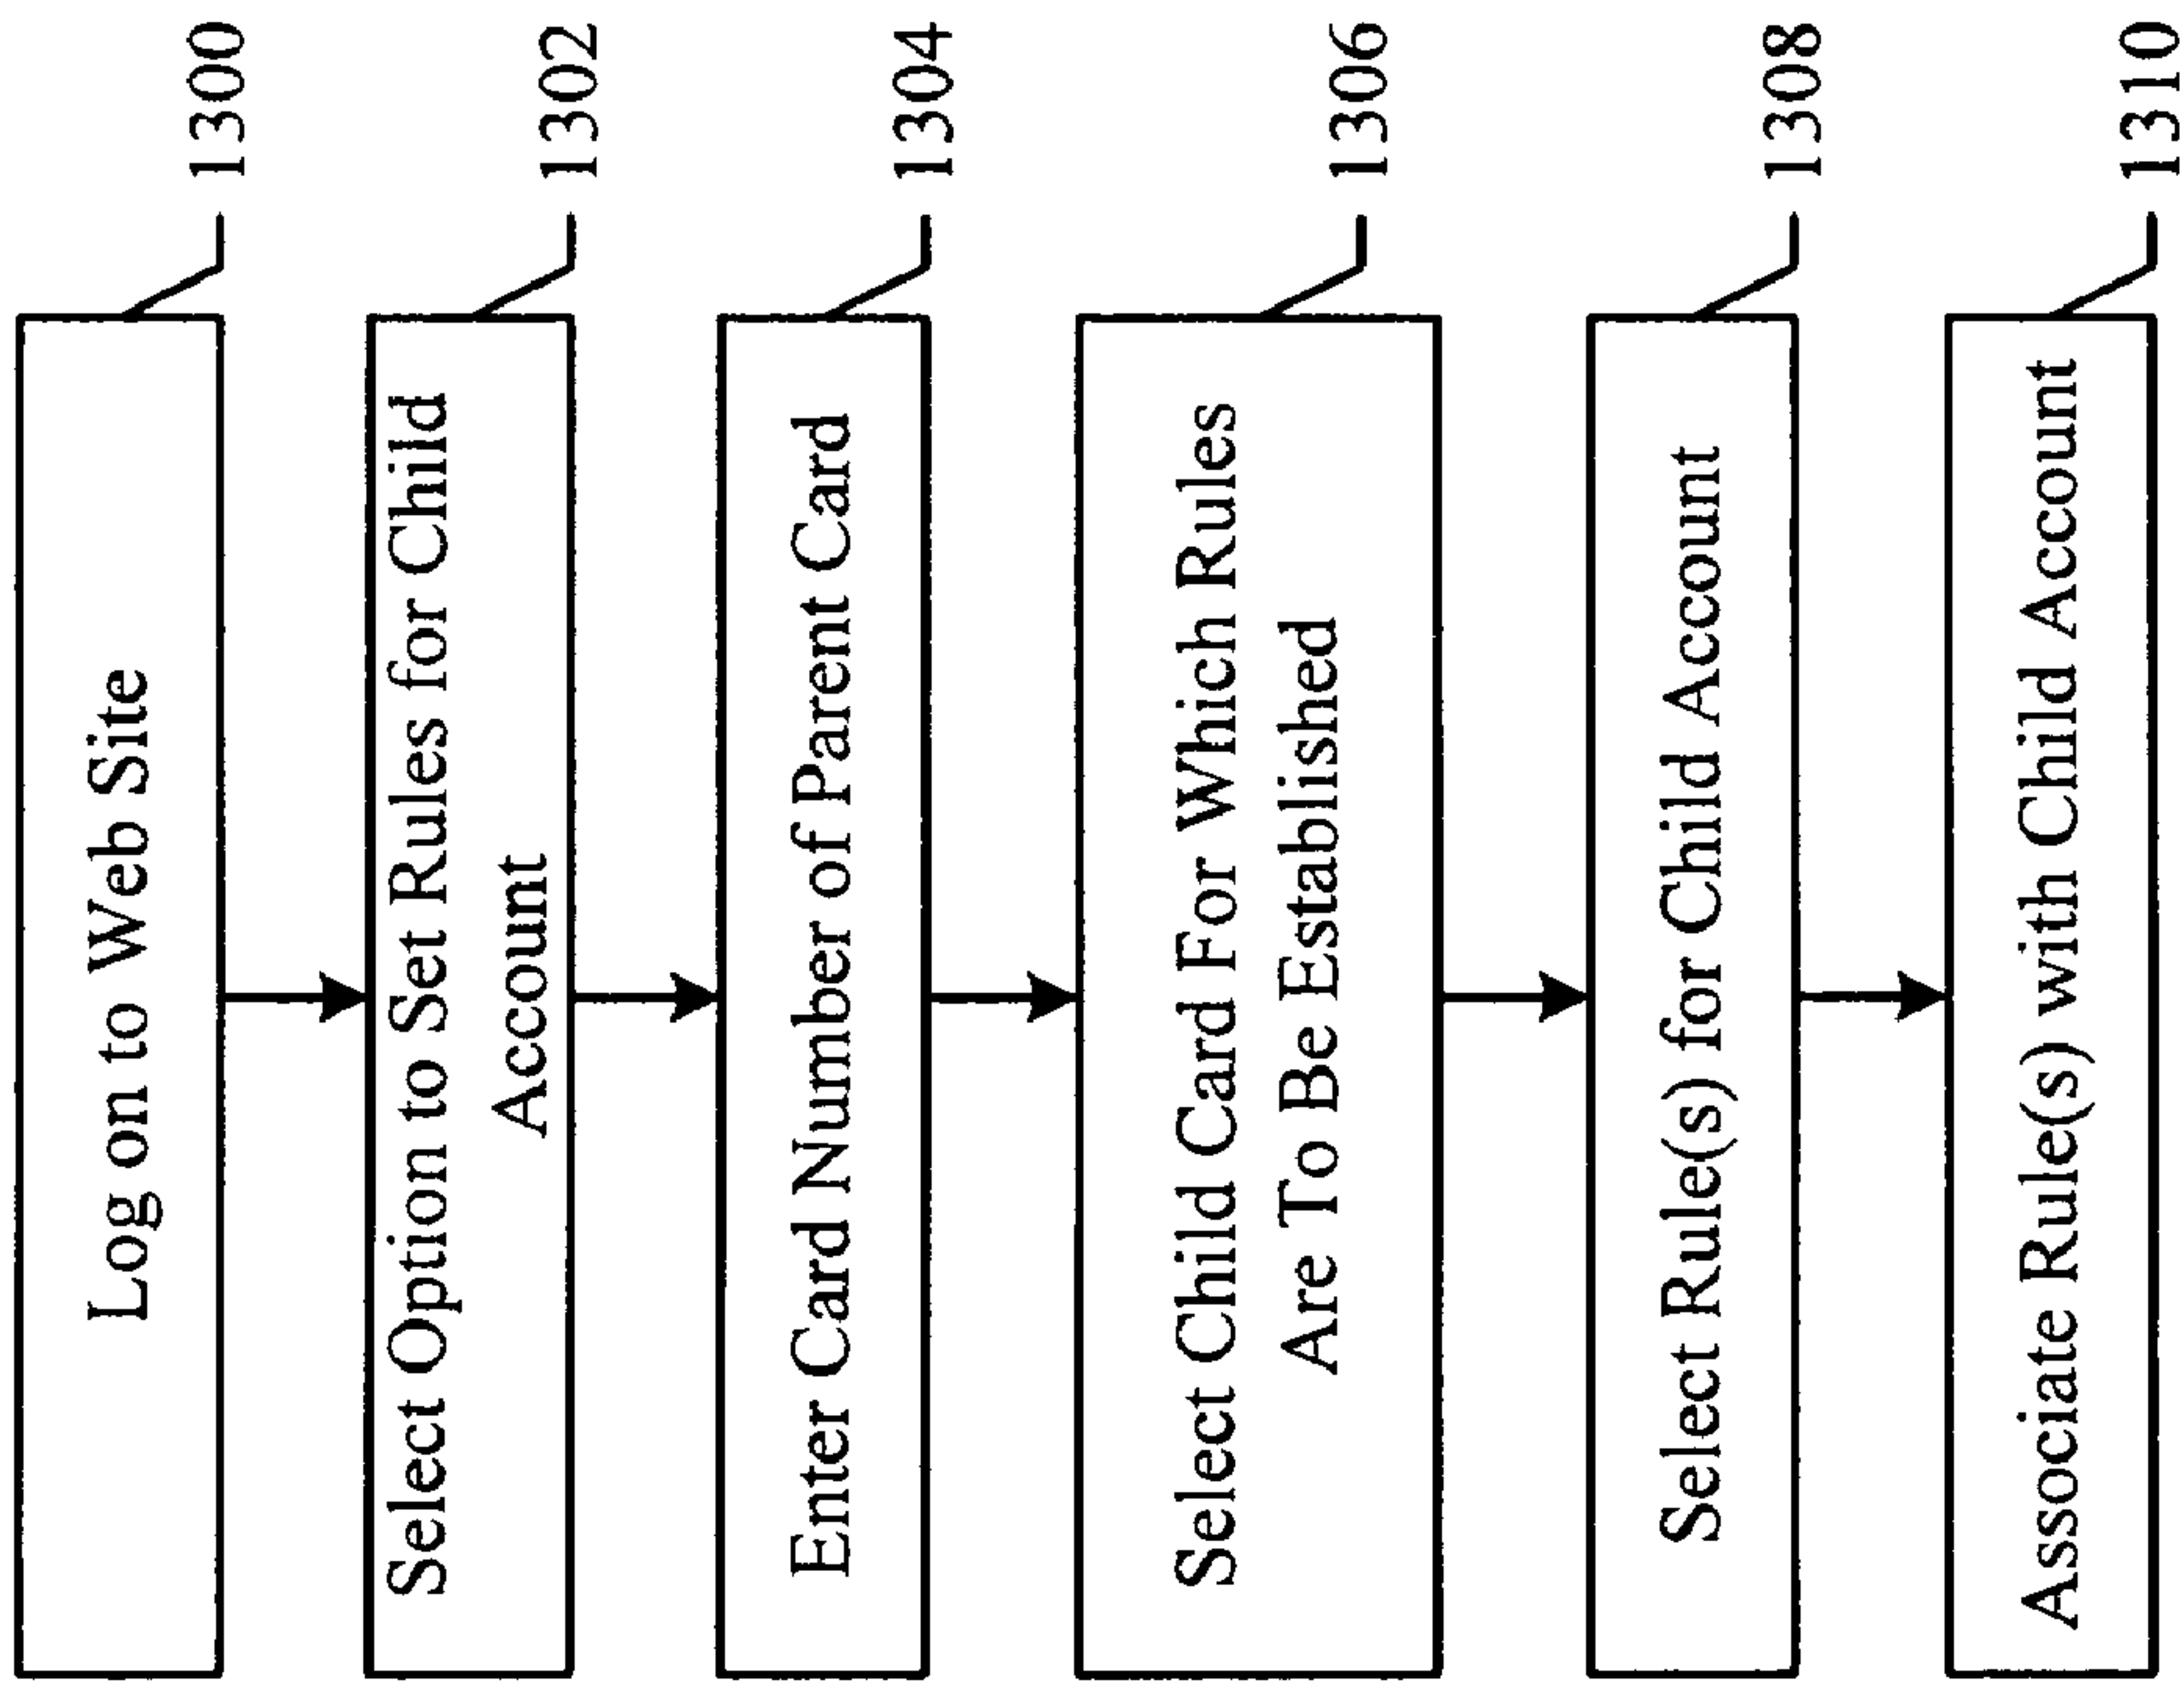 Log on to Web Site
1300
Select Option to Set Rules for Child
Account
1302
Enter Card Number of Parent Card
1304
Select Child Card For Which Rules
Are To Be Established
1306
Select Rule(s) for Child Account
1308
Associate Rule(s) with Child Account
1310